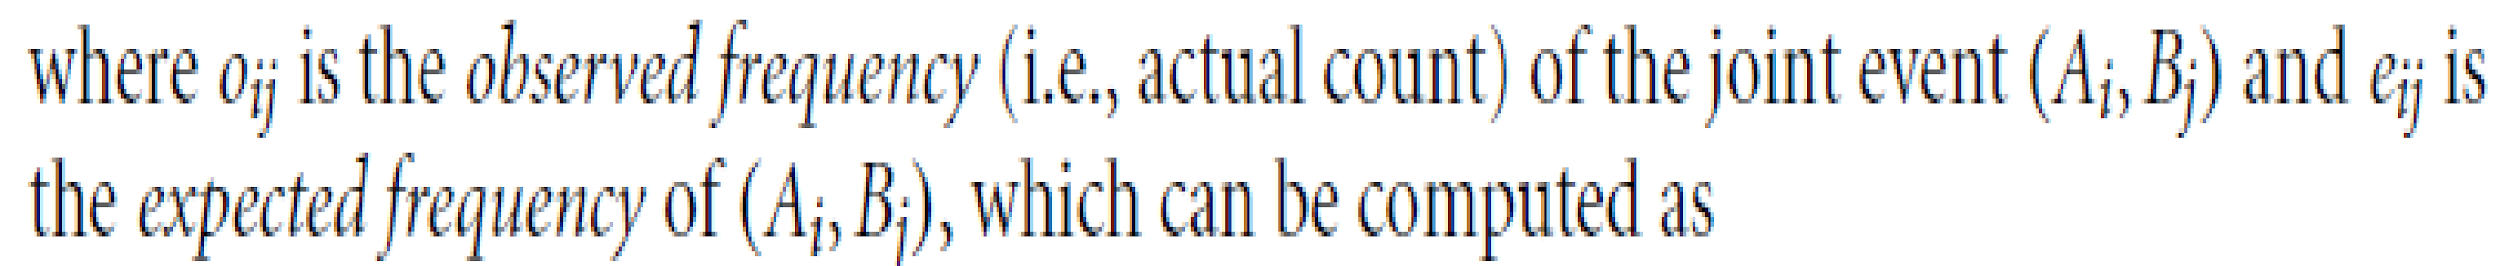 where oij is the observed frequency (i.e., actual count) of the joint event (Ai, Bj) and eij is
the expected frequency of (Ai, Bj), which can be computed as